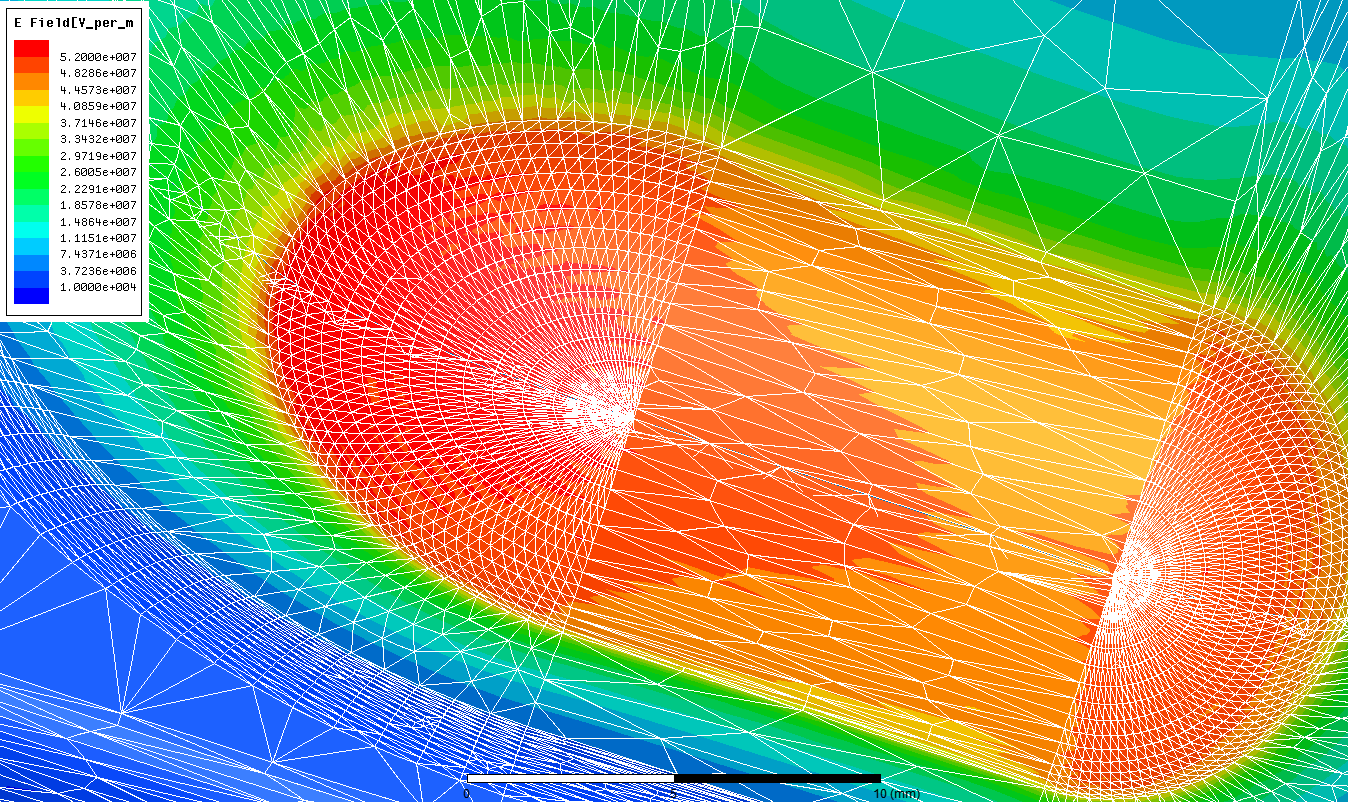 E Field[V_per_m
5.2000e+007
4.8286e+007
4.4573e+007
4.0859e+007
3.7146e+007
3.3432e+007
2.9719e+007
2.6005e+007
2.2291e+007
1.8578e+007
1.4864e+007
1.1151e+007
7.4371e+006
3.7236e+006
1.0000e+004
0 5 10 (mm)